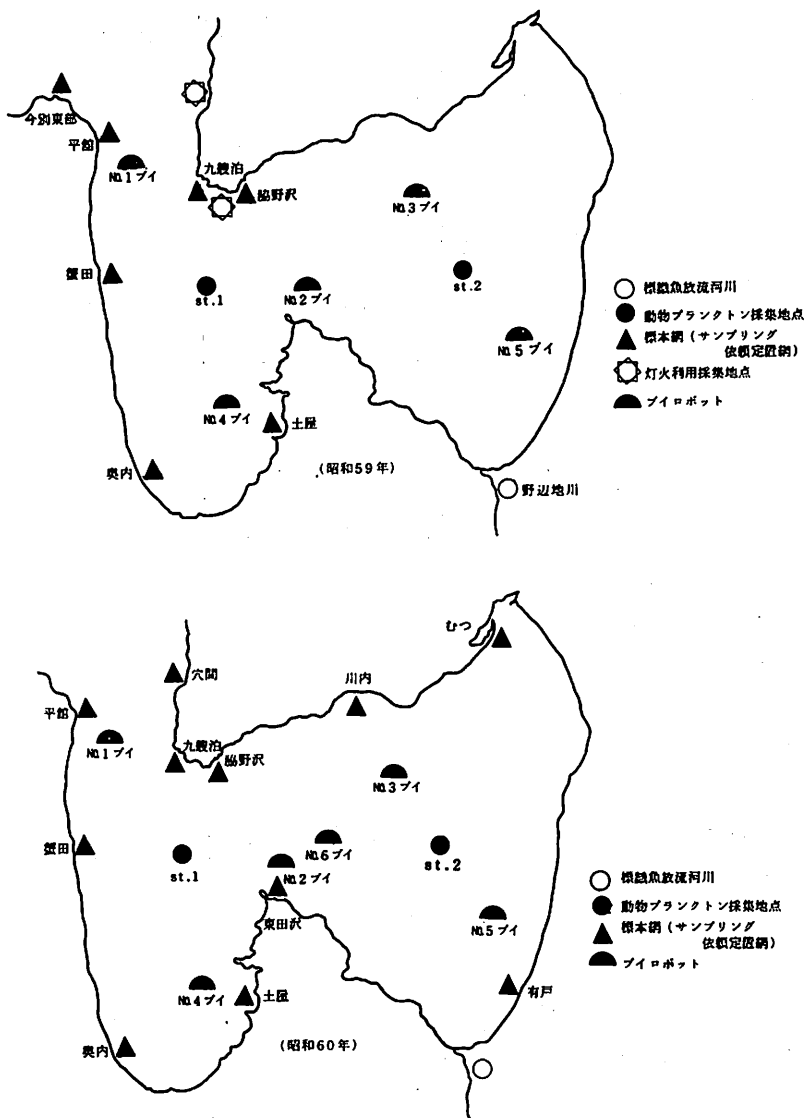 今別東部
平舘
No.1ブイ
九艘泊
脇野沢
No.3ブイ
蟹田
st.1
No.2ブイ
st.2
No.5ブイ
No.4ブイ
土屋
奥内
(昭和59年)
野辺地川
標識魚放流河川
動物プランクトン採集地点
標本網(サンプリング
依頼定置網)
灯火利用採集地点
ブイロボット
むつ
穴間
川内
平舘
No.1ブイ
九艘泊
脇野沢
No.3ブイ
蟹田
st.1
No.6ブイ
No.2ブイ
st.2
東田沢
No.5ブイ
No.4ブイ
土屋
有戸
奥内
(昭和60年)
標識魚放流河川
動物プランクトン採集地点
標本網(サンプリング
依頼定置網)
ブイロボット